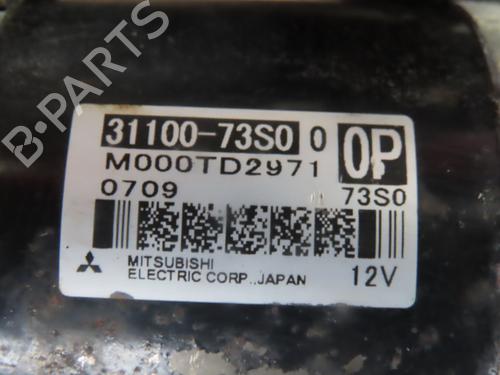 31100-73S0 0 0P
M000TD2971
0709 73S0
MITSUBISHI
ELECTRIC CORP.,JAPAN 12V
B-PARTS